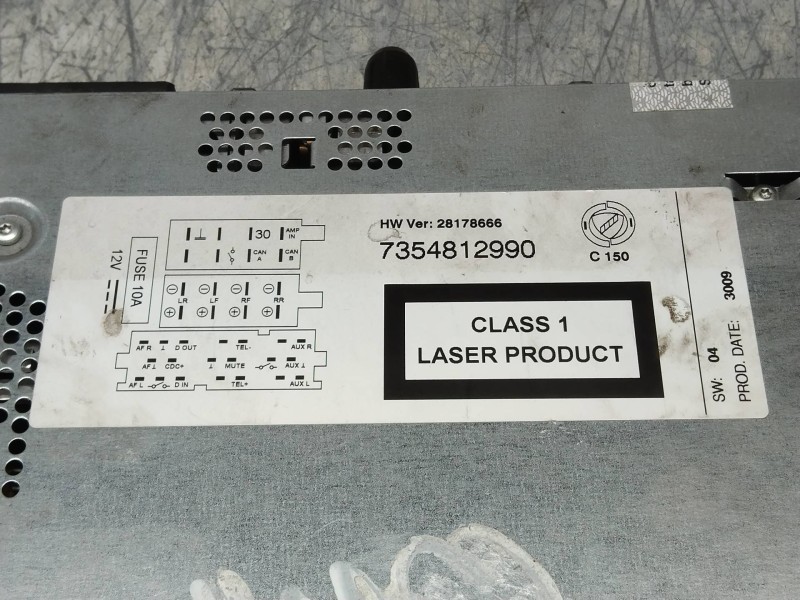 HW Ver: 28178666
7354812990
C 150
CLASS 1
LASER PRODUCT
SW: 04
PROD. DATE: 3009
FUSE 10A
12V
30 AMP IN
CAN A CAN B
LR LF RF RR
AF R ⊥ D OUT TEL- AUX R
AF⊥ CDC+ ⊥ MUTE AUX ⊥
AF L D IN TEL+ AUX L